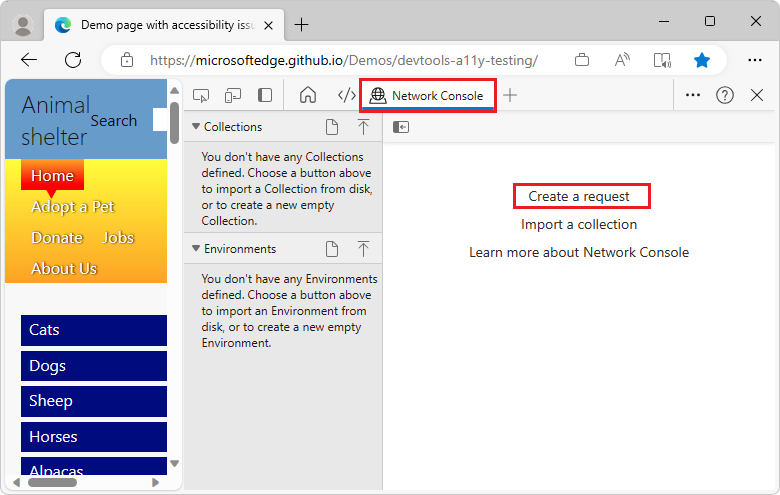 Demo page with accessibility issu
https://microsoftedge.github.io/Demos/devtools-a11y-testing/
Animal
shelter
Search
Home
Adopt a Pet
Donate Jobs
About Us
Cats
Dogs
Sheep
Horses
Alpacas
Network Console
Collections
You don't have any Collections
defined. Choose a button above
to import a Collection from disk,
or to create a new empty
Collection.
Environments
You don't have any Environments
defined. Choose a button above
to import an Environment from
disk, or to create a new empty
Environment.
Create a request
Import a collection
Learn more about Network Console